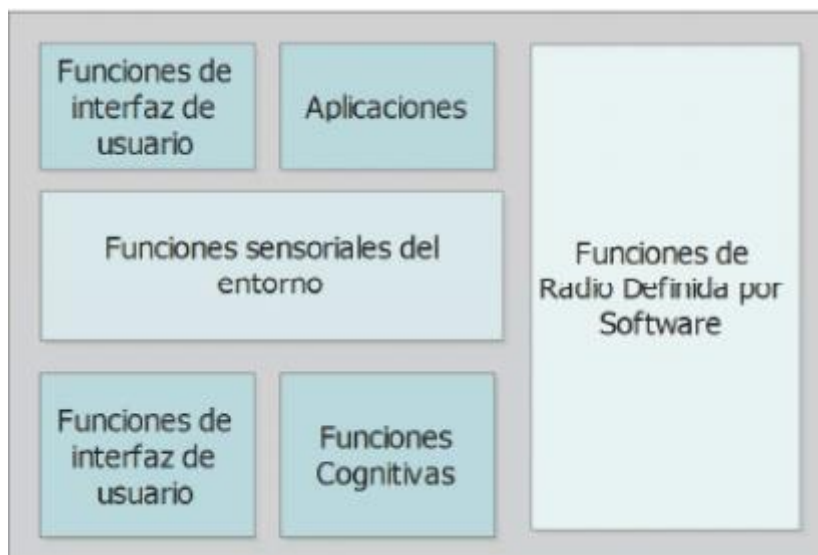 Funciones de
interfaz de
usuario
Aplicaciones
Funciones sensoriales del
entorno
Funciones de
Radio Definida por
Software
Funciones de
interfaz de
usuario
Funciones
Cognitivas